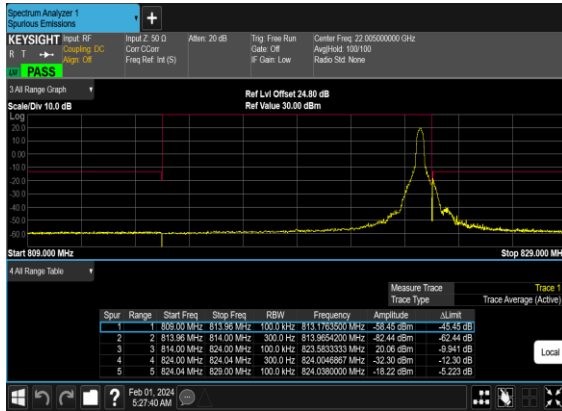 Spectrum Analyzer 1
Spurious Emissions
KEYSIGHT
R T
LW
PASS
Input: RF
Coupling: DC
Align: Off
Input Z: 50 Ω
Corr CCorr
Freq Ref: Int (S)
Atten: 20 dB
Trig: Free Run
Gate: Off
IF Gain: Low
Center Freq: 22.005000000 GHz
Avg|Hold: 100/100
Radio Std: None
3 All Range Graph
Scale/Div 10.0 dB
Ref Lvl Offset 24.80 dB
Ref Value 30.00 dBm
Log
20.0
10.0
0.00
-10.0
-20.0
-30.0
-40.0
-50.0
-60.0
Start 809.000 MHz
Stop 829.000 MH
4 All Range Table
Measure Trace Trace 1
Trace Type Trace Average (Active)
Spur Range Start Freq Stop Freq RBW Frequency Amplitude ΔLimit
1 1 809.00 MHz 813.96 MHz 100.0 kHz 813.1763500 MHz -58.45 dBm -45.45 dB
2 2 813.96 MHz 814.00 MHz 300.0 Hz 813.9654200 MHz -82.44 dBm -62.44 dB
3 3 814.00 MHz 824.00 MHz 100.0 kHz 823.5833333 MHz 20.06 dBm -9.941 dB
4 4 824.00 MHz 824.04 MHz 300.0 Hz 824.0046867 MHz -32.30 dBm -12.30 dB
5 5 824.04 MHz 829.00 MHz 100.0 kHz 824.0380000 MHz -18.22 dBm -5.223 dB
Local
Feb 01, 2024
5:27:40 AM